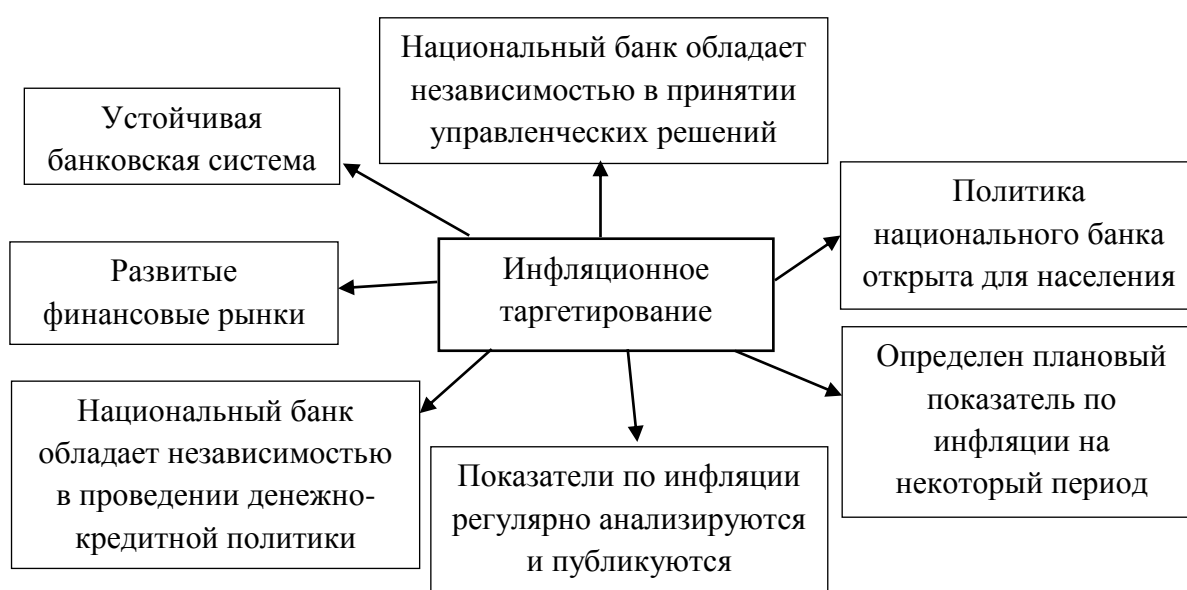 Национальный банк обладает
независимостью в принятии
управленческих решений
Устойчивая
банковская система
Политика
национального банка
открыта для населения
Развитые
финансовые рынки
Инфляционное
таргетирование
Определен плановый
показатель по
инфляции на
некоторый период
Национальный банк
обладает независимостью
в проведении денежно-
кредитной политики
Показатели по инфляции
регулярно анализируются
и публикуются